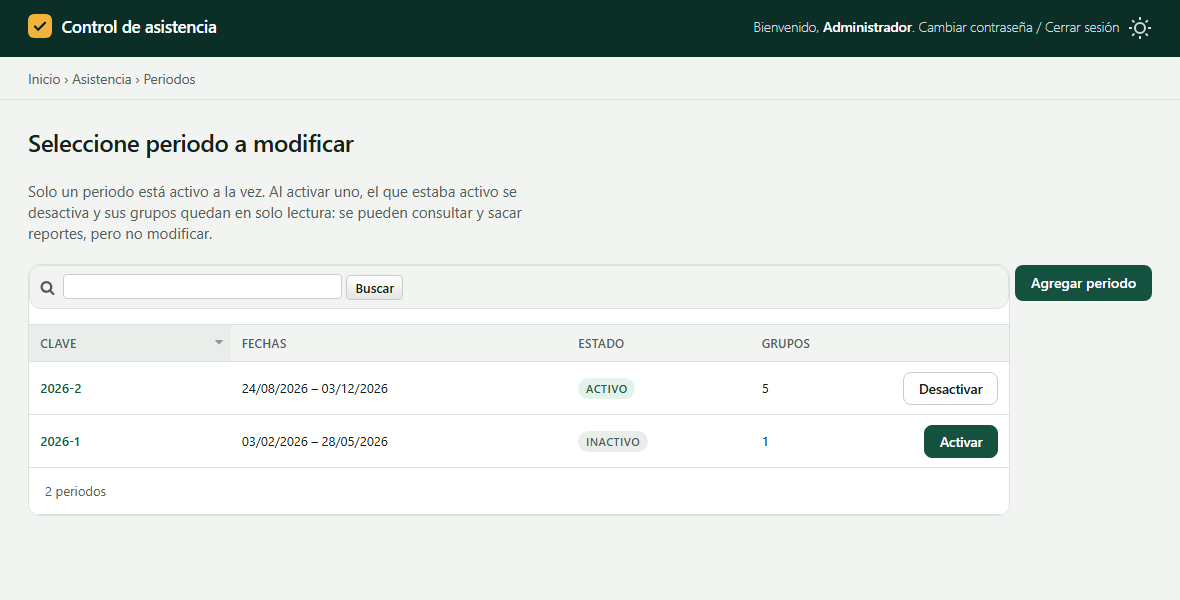 Control de asistencia
Bienvenido, Administrador. Cambiar contraseña / Cerrar sesión
Inicio › Asistencia › Periodos
Seleccione periodo a modificar
Solo un periodo está activo a la vez. Al activar uno, el que estaba activo se
desactiva y sus grupos quedan en solo lectura: se pueden consultar y sacar
reportes, pero no modificar.
Buscar
Agregar periodo
CLAVE FECHAS ESTADO GRUPOS
2026-2 24/08/2026 – 03/12/2026 ACTIVO 5 Desactivar
2026-1 03/02/2026 – 28/05/2026 INACTIVO 1 Activar
2 periodos